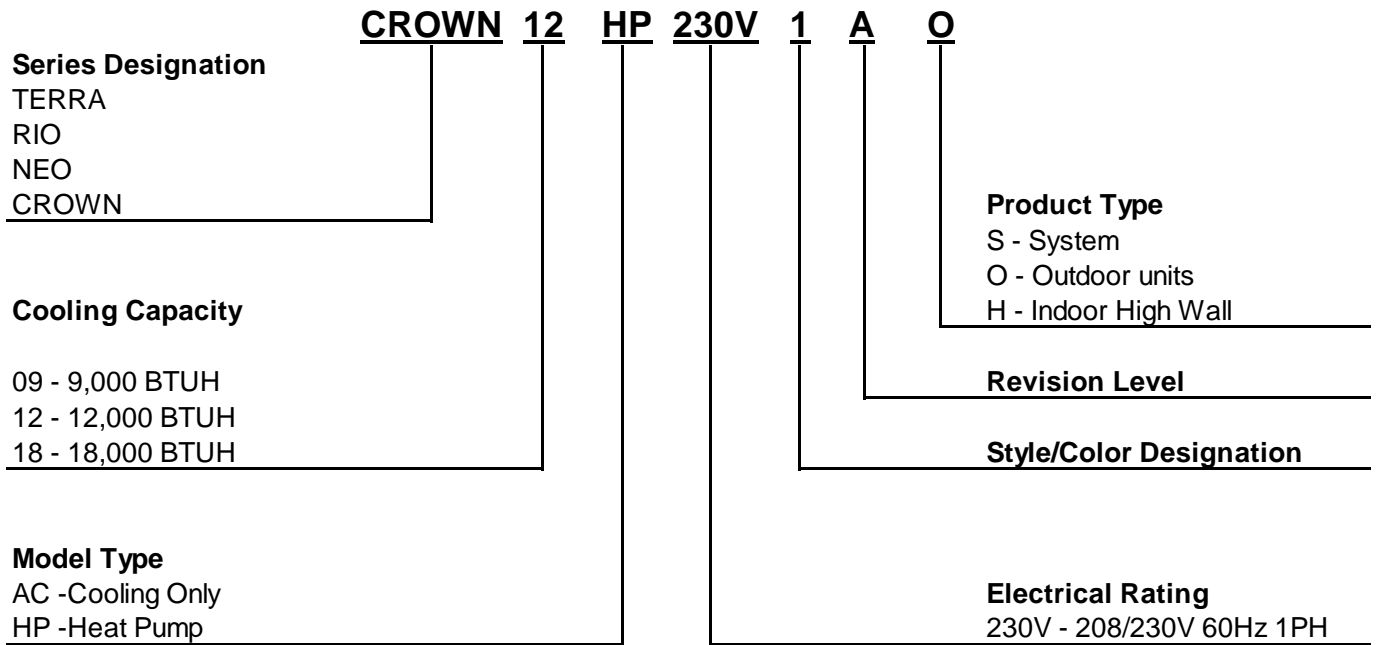 CROWN 12 HP 230V 1 A O
Series Designation
TERRA
RIO
NEO
CROWN
Product Type
S - System
O - Outdoor units
H - Indoor High Wall
Cooling Capacity
09 - 9,000 BTUH
12 - 12,000 BTUH
18 - 18,000 BTUH
Revision Level
Style/Color Designation
Model Type
AC -Cooling Only
HP -Heat Pump
Electrical Rating
230V - 208/230V 60Hz 1PH